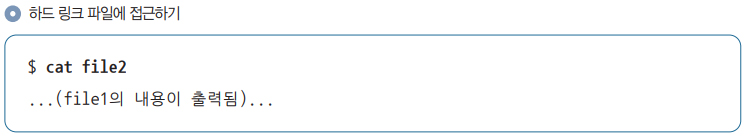 하드 링크 파일에 접근하기
$ cat file2
...(file1의 내용이 출력됨)...